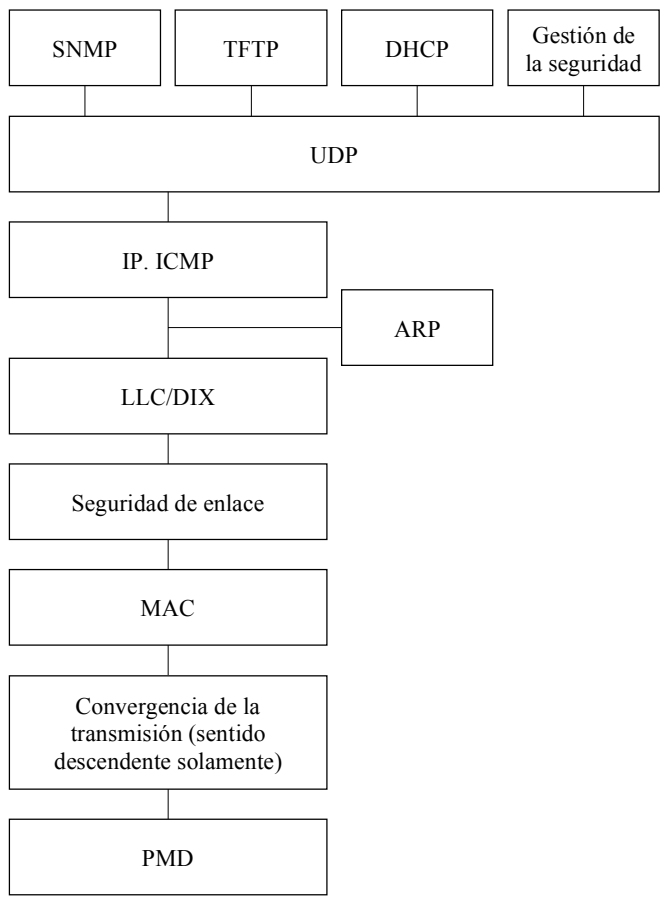 SNMP
TFTP
DHCP
Gestión de
la seguridad
UDP
IP. ICMP
ARP
LLC/DIX
Seguridad de enlace
MAC
Convergencia de la
transmisión (sentido
descendente solamente)
PMD